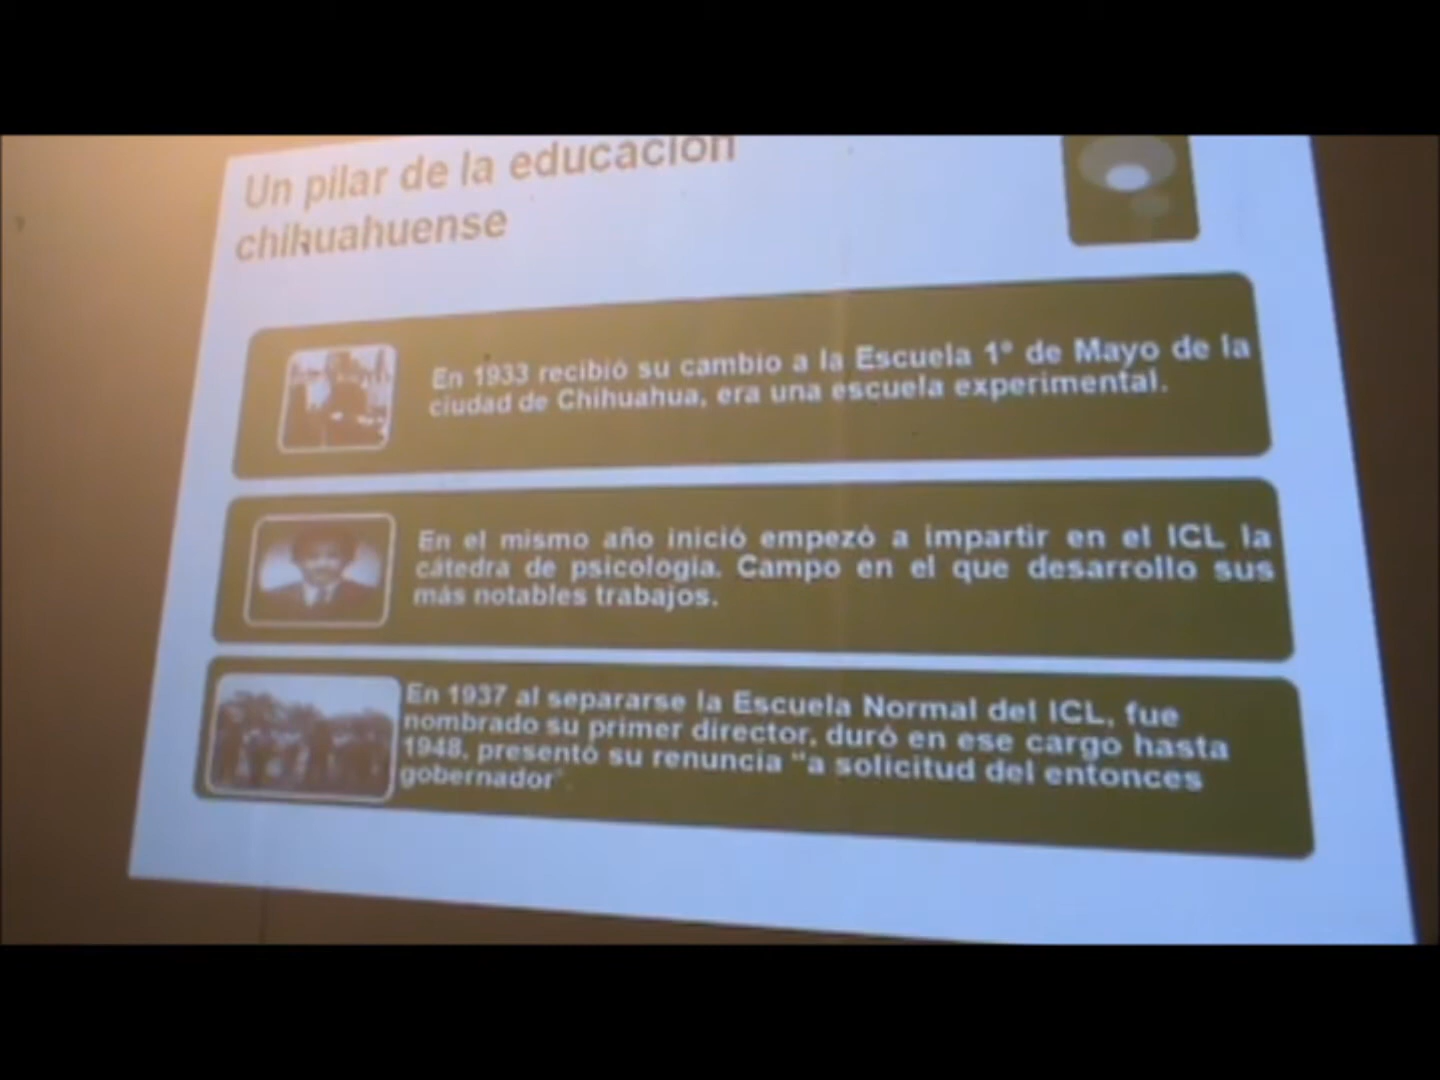 Un pilar de la educación
chihuahuense
En 1933 recibió su cambio a la Escuela 1° de Mayo de la
ciudad de Chihuahua, era una escuela experimental.
En el mismo año inició empezó a impartir en el ICL la
cátedra de psicologia. Campo en el que desarrollo sus
más notables trabajos.
En 1937 al separarse la Escuela Normal del ICL, fue
nombrado su primer director, duró en ese cargo hasta
1948, presentó su renuncia "a solicitud del entonces
gobernador"